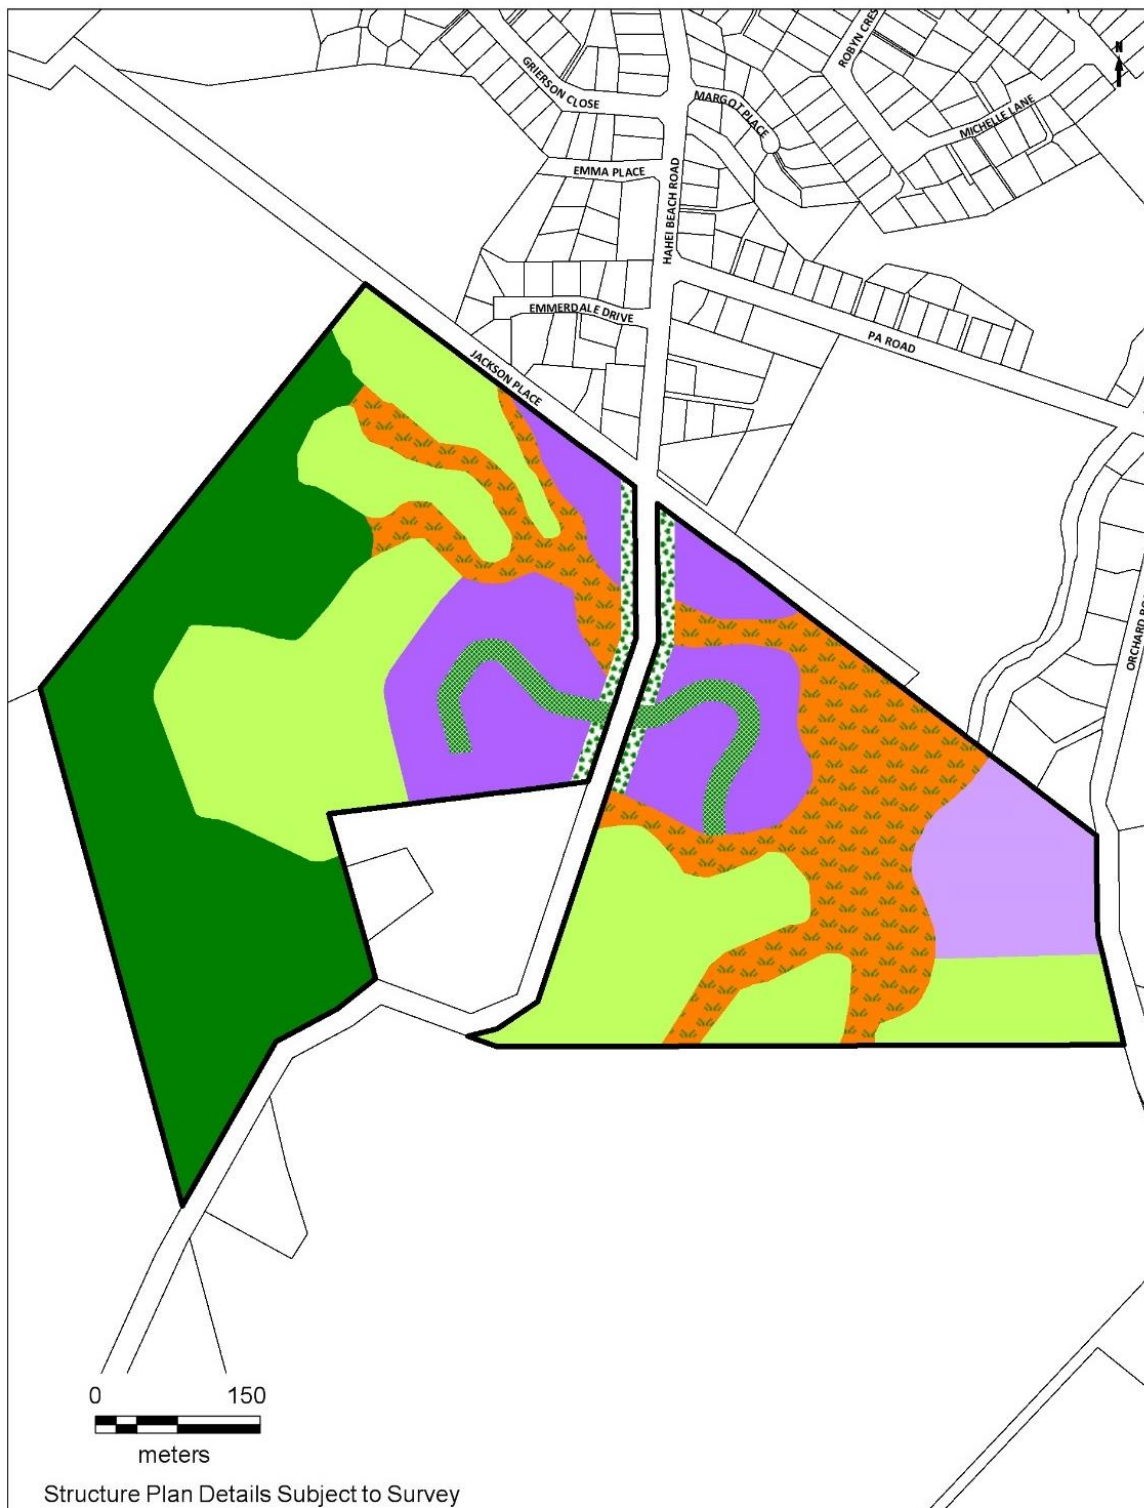 ROBYN CRES
N
GRIERSON CLOSE
MARGOT PLACE
MICHELLE LANE
EMMA PLACE
HAHEI BEACH ROAD
EMMERDALE DRIVE
PA ROAD
JACKSON PLACE
ORCHARD
0 150
meters
Structure Plan Details Subject to Survey